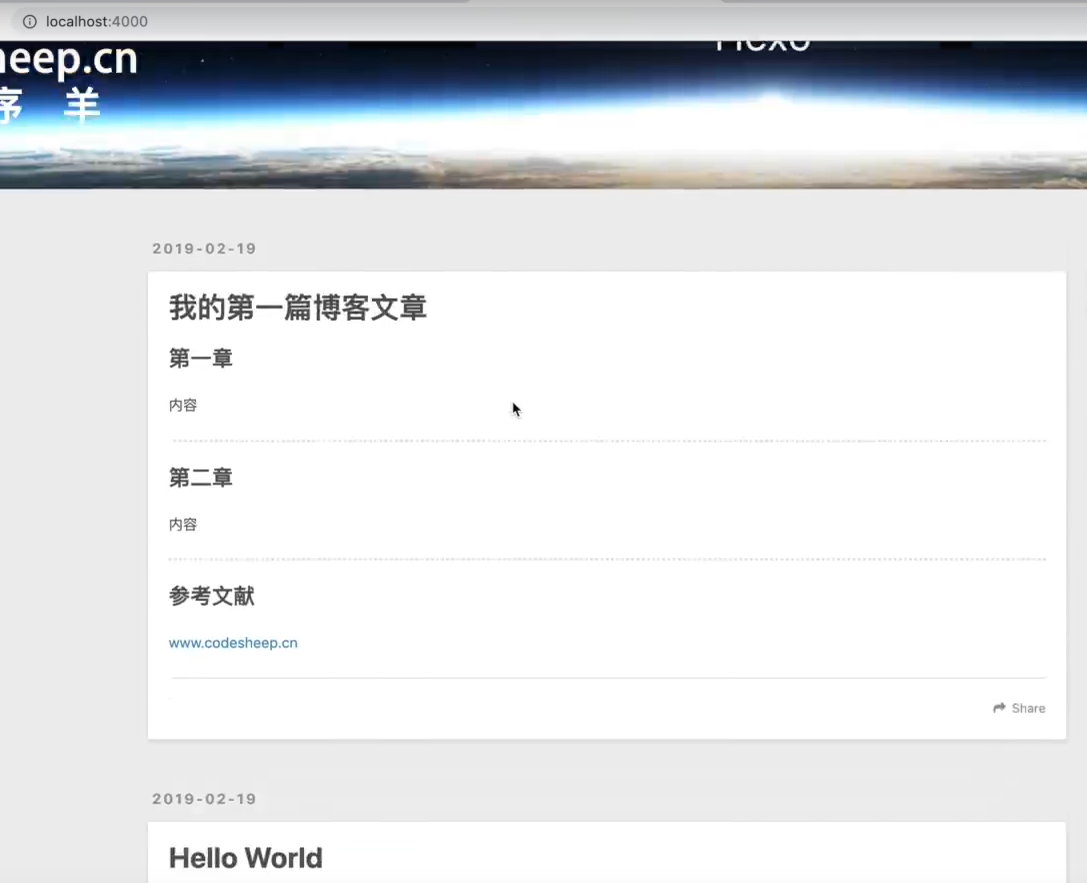 localhost:4000
Hexo
eep.cn
序 羊
2019-02-19
我的第一篇博客文章
第一章
内容
第二章
内容
参考文献
www.codesheep.cn
Share
2019-02-19
Hello World